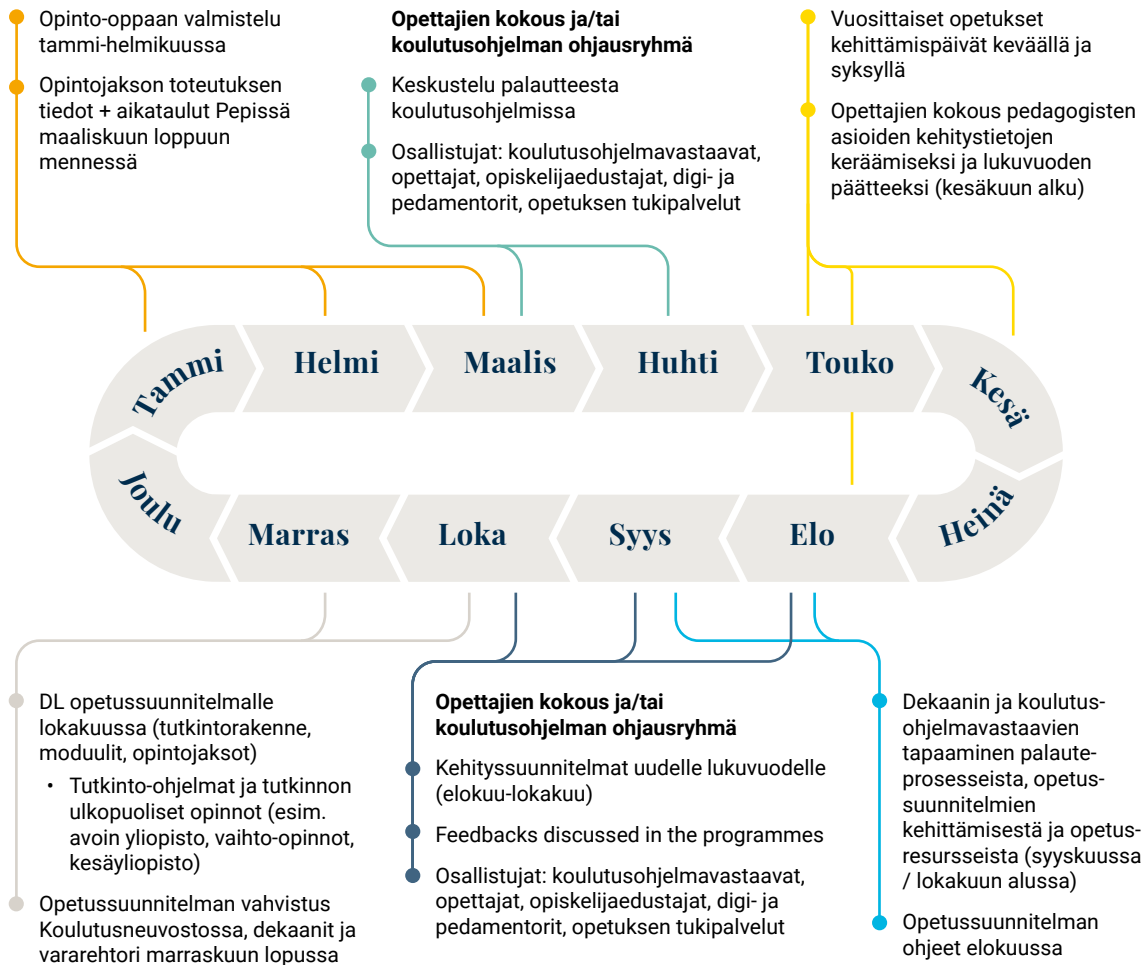 Opinto-oppaan valmistelu
tammi-helmikuussa
Opintojakson toteutuksen
tiedot + aikataulut Pepissä
maaliskuun loppuun
mennessä
Opettajien kokous ja/tai
koulutusohjelman ohjausryhmä
Keskustelu palautteesta
koulutusohjelmissa
Osallistujat: koulutusohjelmavastaavat,
opettajat, opiskelijaedustajat, digi- ja
pedamentorit, opetuksen tukipalvelut
Vuosittaiset opetukset
kehittämispäivät keväällä ja
syksyllä
Opettajien kokous pedagogisten
asioiden kehitystietojen
keräämiseksi ja lukuvuoden
päätteeksi (kesäkuun alku)
Tammi
Helmi
Maalis
Huhti
Touko
Kesä
Heinä
Elo
Syys
Loka
Marras
Joulu
DL opetussuunnitelmalle
lokakuussa (tutkintorakenne,
moduulit, opintojaksot)
• Tutkinto-ohjelmat ja tutkinnon
ulkopuoliset opinnot (esim.
avoin yliopisto, vaihto-opinnot,
kesäyliopisto)
Opetussuunnitelman vahvistus
Koulutusneuvostossa, dekaanit ja
vararehtori marraskuun lopussa
Opettajien kokous ja/tai
koulutusohjelman ohjausryhmä
Kehityssuunnitelmat uudelle lukuvuodelle
(elokuu-lokakuu)
Feedbacks discussed in the programmes
Osallistujat: koulutusohjelmavastaavat,
opettajat, opiskelijaedustajat, digi- ja
pedamentorit, opetuksen tukipalvelut
Dekaanin ja koulutus-
ohjelmavastaavien
tapaaminen palaute-
prosesseista, opetus-
suunnitelmien
kehittämisestä ja opetus-
resursseista (syyskuussa
/ lokakuun alussa)
Opetussuunnitelman
ohjeet elokuussa